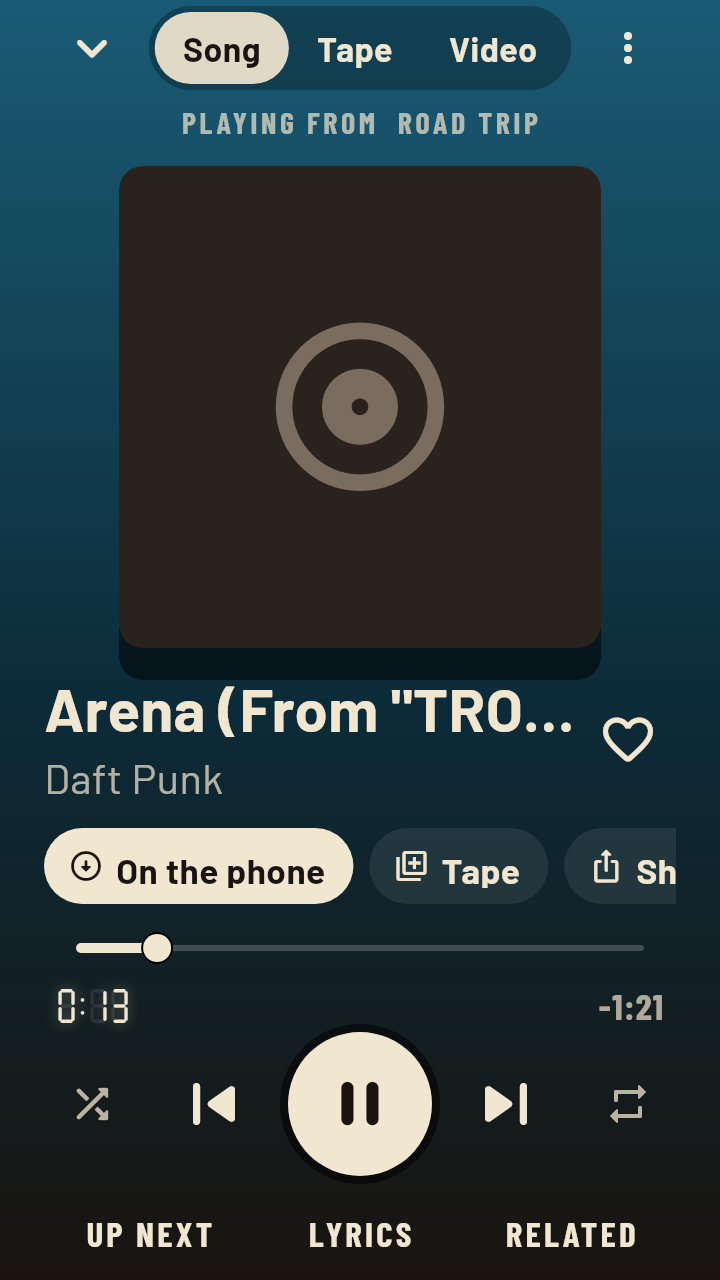 Song Tape Video
PLAYING FROM ROAD TRIP
Arena (From "TRO...
Daft Punk
On the phone Tape Sh
0:13 -1:21
UP NEXT LYRICS RELATED